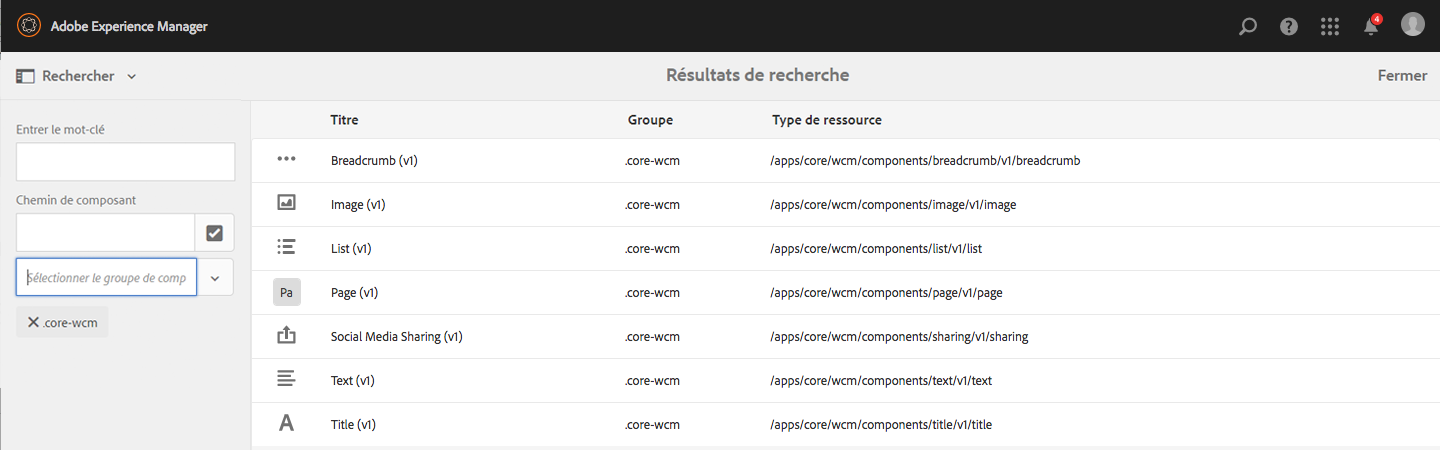 Adobe Experience Manager
4
Rechercher
Résultats de recherche
Fermer
Entrer le mot-clé
Chemin de composant
Sélectionner le groupe de comp
.core-wcm
Titre Groupe Type de ressource
Breadcrumb (v1) .core-wcm /apps/core/wcm/components/breadcrumb/v1/breadcrumb
Image (v1) .core-wcm /apps/core/wcm/components/image/v1/image
List (v1) .core-wcm /apps/core/wcm/components/list/v1/list
Pa Page (v1) .core-wcm /apps/core/wcm/components/page/v1/page
Social Media Sharing (v1) .core-wcm /apps/core/wcm/components/sharing/v1/sharing
Text (v1) .core-wcm /apps/core/wcm/components/text/v1/text
A Title (v1) .core-wcm /apps/core/wcm/components/title/v1/title